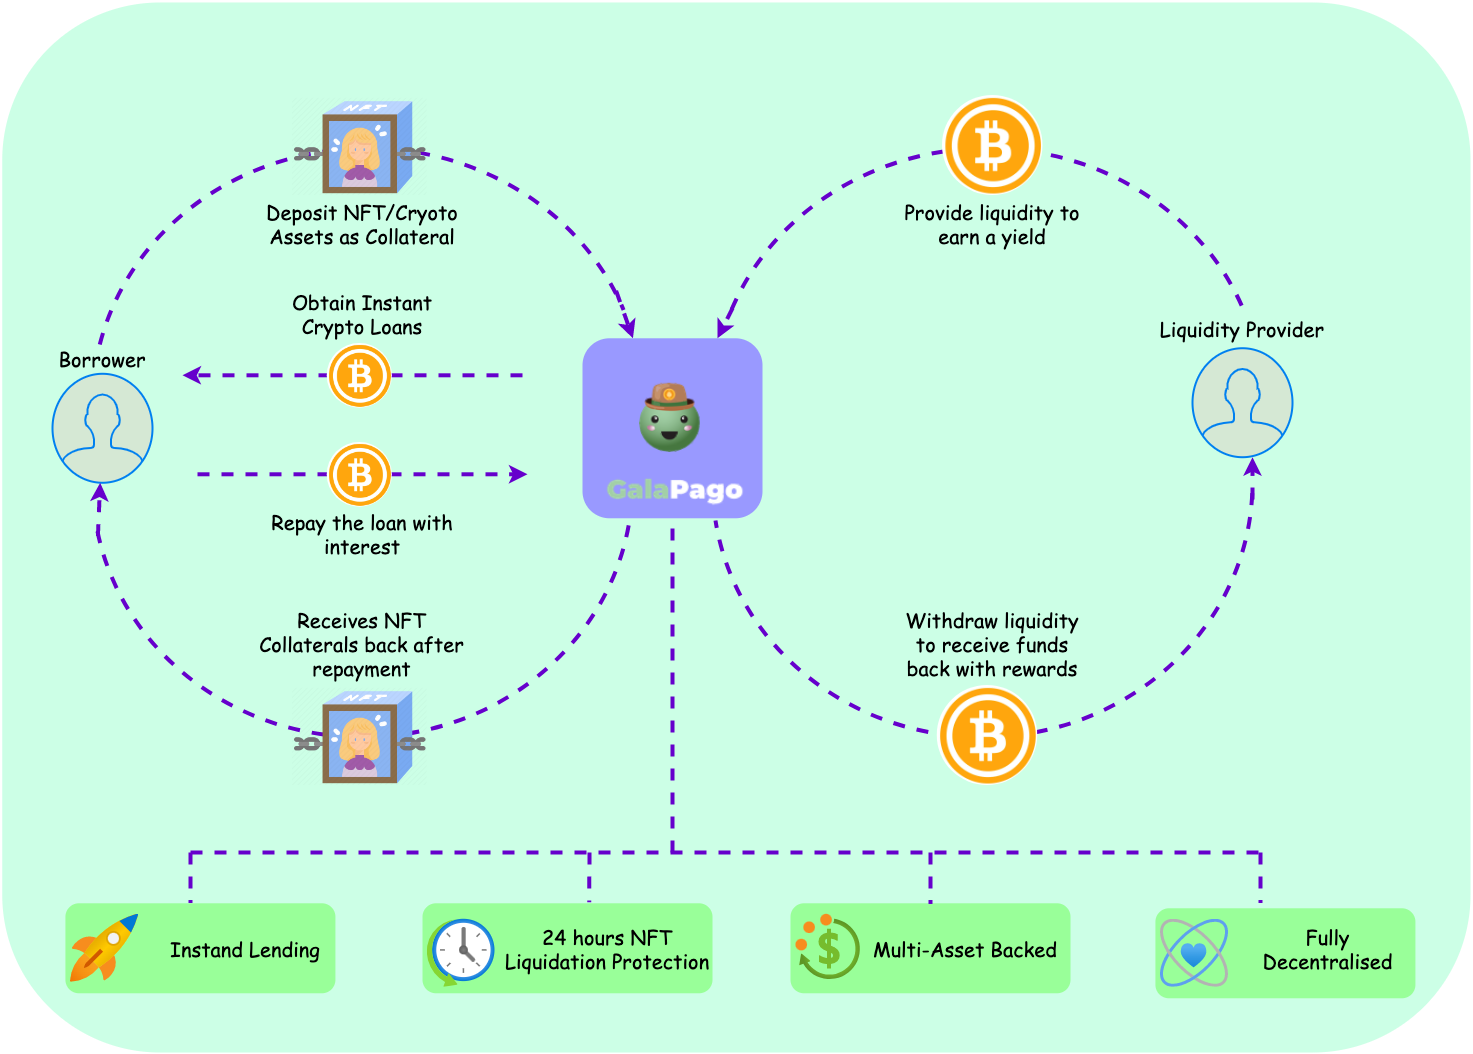 NFT
Deposit NFT/Cryoto
Assets as Collateral
Provide liquidity to
earn a yield
Obtain Instant
Crypto Loans
Borrower
Liquidity Provider
GalaPago
Repay the loan with
interest
Receives NFT
Collaterals back after
repayment
NFT
Withdraw liquidity
to receive funds
back with rewards
Instand Lending
24 hours NFT
Liquidation Protection
$
Multi-Asset Backed
Fully
Decentralised